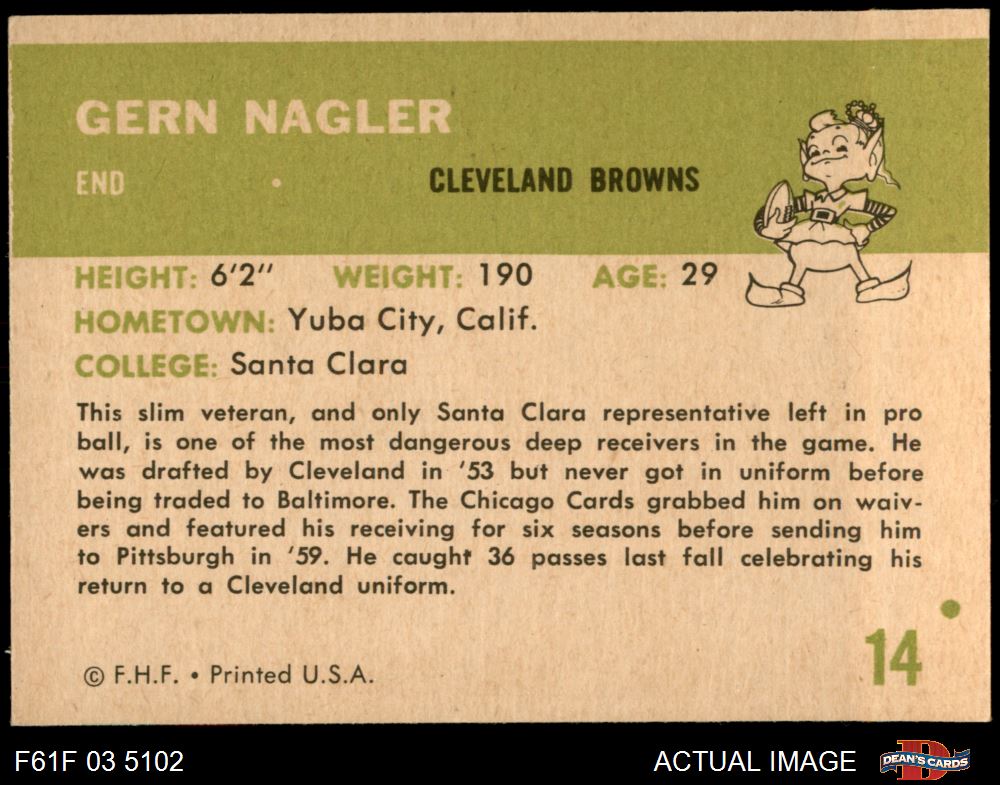 GERN NAGLER
END CLEVELAND BROWNS
HEIGHT: 6'2" WEIGHT: 190 AGE: 29
HOMETOWN: Yuba City, Calif.
COLLEGE: Santa Clara
This slim veteran, and only Santa Clara representative left in pro
ball, is one of the most dangerous deep receivers in the game. He
was drafted by Cleveland in '53 but never got in uniform before
being traded to Baltimore. The Chicago Cards grabbed him on waiv-
ers and featured his receiving for six seasons before sending him
to Pittsburgh in '59. He caught 36 passes last fall celebrating his
return to a Cleveland uniform.
14
© F.H.F. • Printed U.S.A.
F61F 03 5102 ACTUAL IMAGE DEAN'S CARDS